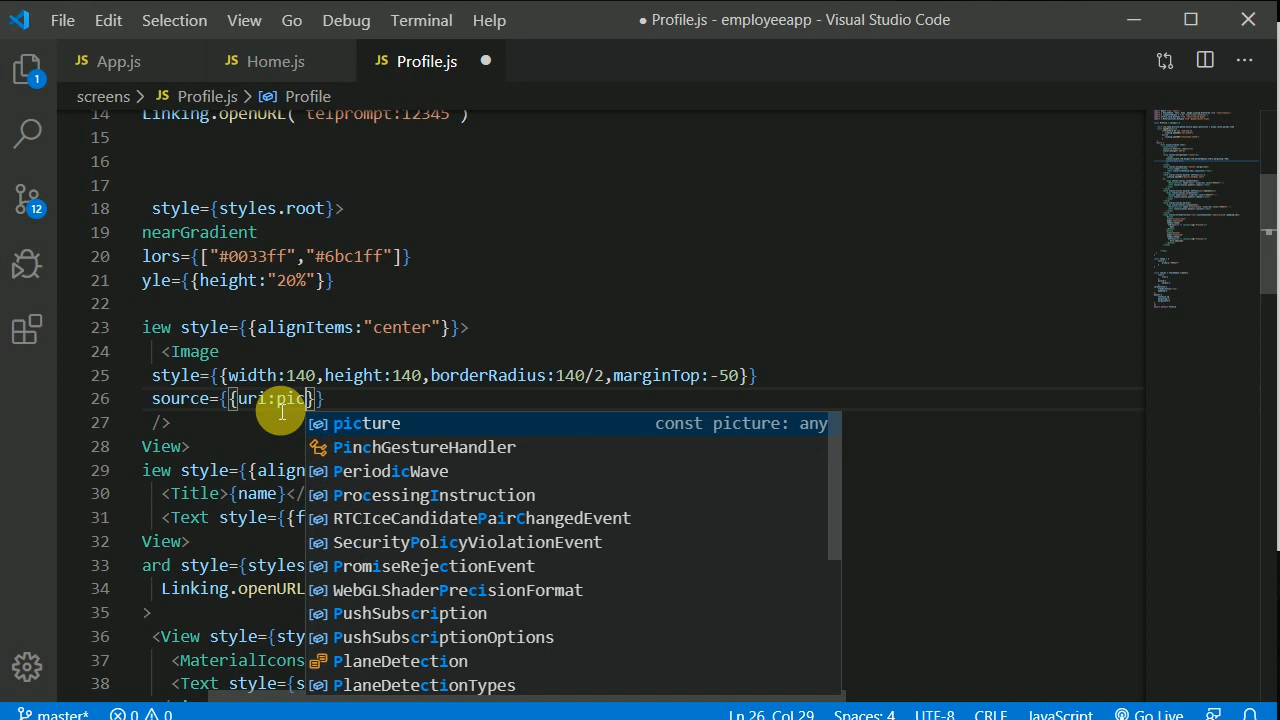 File Edit Selection View Go Debug Terminal Help ● Profile.js - employeeapp - Visual Studio Code
JS App.js JS Home.js JS Profile.js
screens > JS Profile.js > Profile
14 Linking.openURL(`telprompt:12345`)
15
16
17
18 style={styles.root}>
19 nearGradient
20 lors={["#0033ff","#6bc1ff"]}
21 yle={{height:"20%"}}
22
23 iew style={{alignItems:"center"}}>
24 <Image
25 style={{width:140,height:140,borderRadius:140/2,marginTop:-50}}
26 source={{uri:pic}}
27 />
picture const picture: any
PinchGestureHandler
PeriodicWave
ProcessingInstruction
RTCIceCandidatePairChangedEvent
SecurityPolicyViolationEvent
PromiseRejectionEvent
WebGLShaderPrecisionFormat
PushSubscription
PushSubscriptionOptions
PlaneDetection
PlaneDetectionTypes
28 View>
29 iew style={{align
30 <Title>{name}</
31 <Text style={{f
32 View>
33 ard style={styles
34 Linking.openURL
35 >
36 <View style={sty
37 <MaterialIcons
38 <Text style={s
1
12
master* 0 0 Ln 26, Col 29 Spaces: 4 UTF-8 CRLF JavaScript Go Live